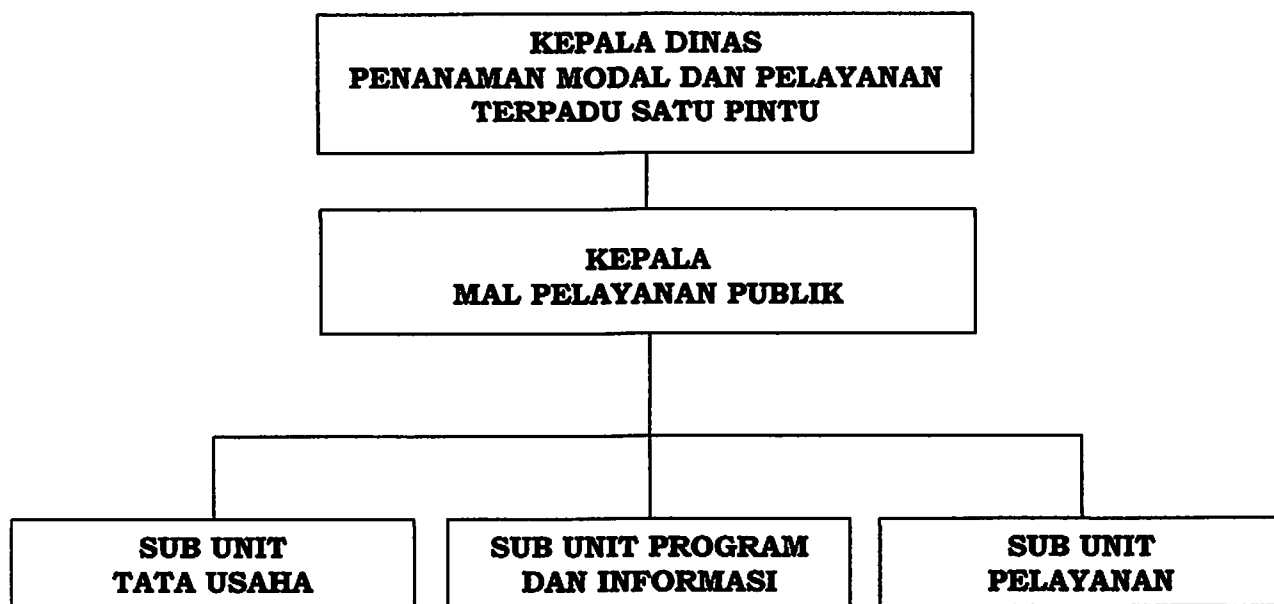 KEPALA DINAS
PENANAMAN MODAL DAN PELAYANAN
TERPADU SATU PINTU
KEPALA
MAL PELAYANAN PUBLIK
SUB UNIT
TATA USAHA
SUB UNIT PROGRAM
DAN INFORMASI
SUB UNIT
PELAYANAN